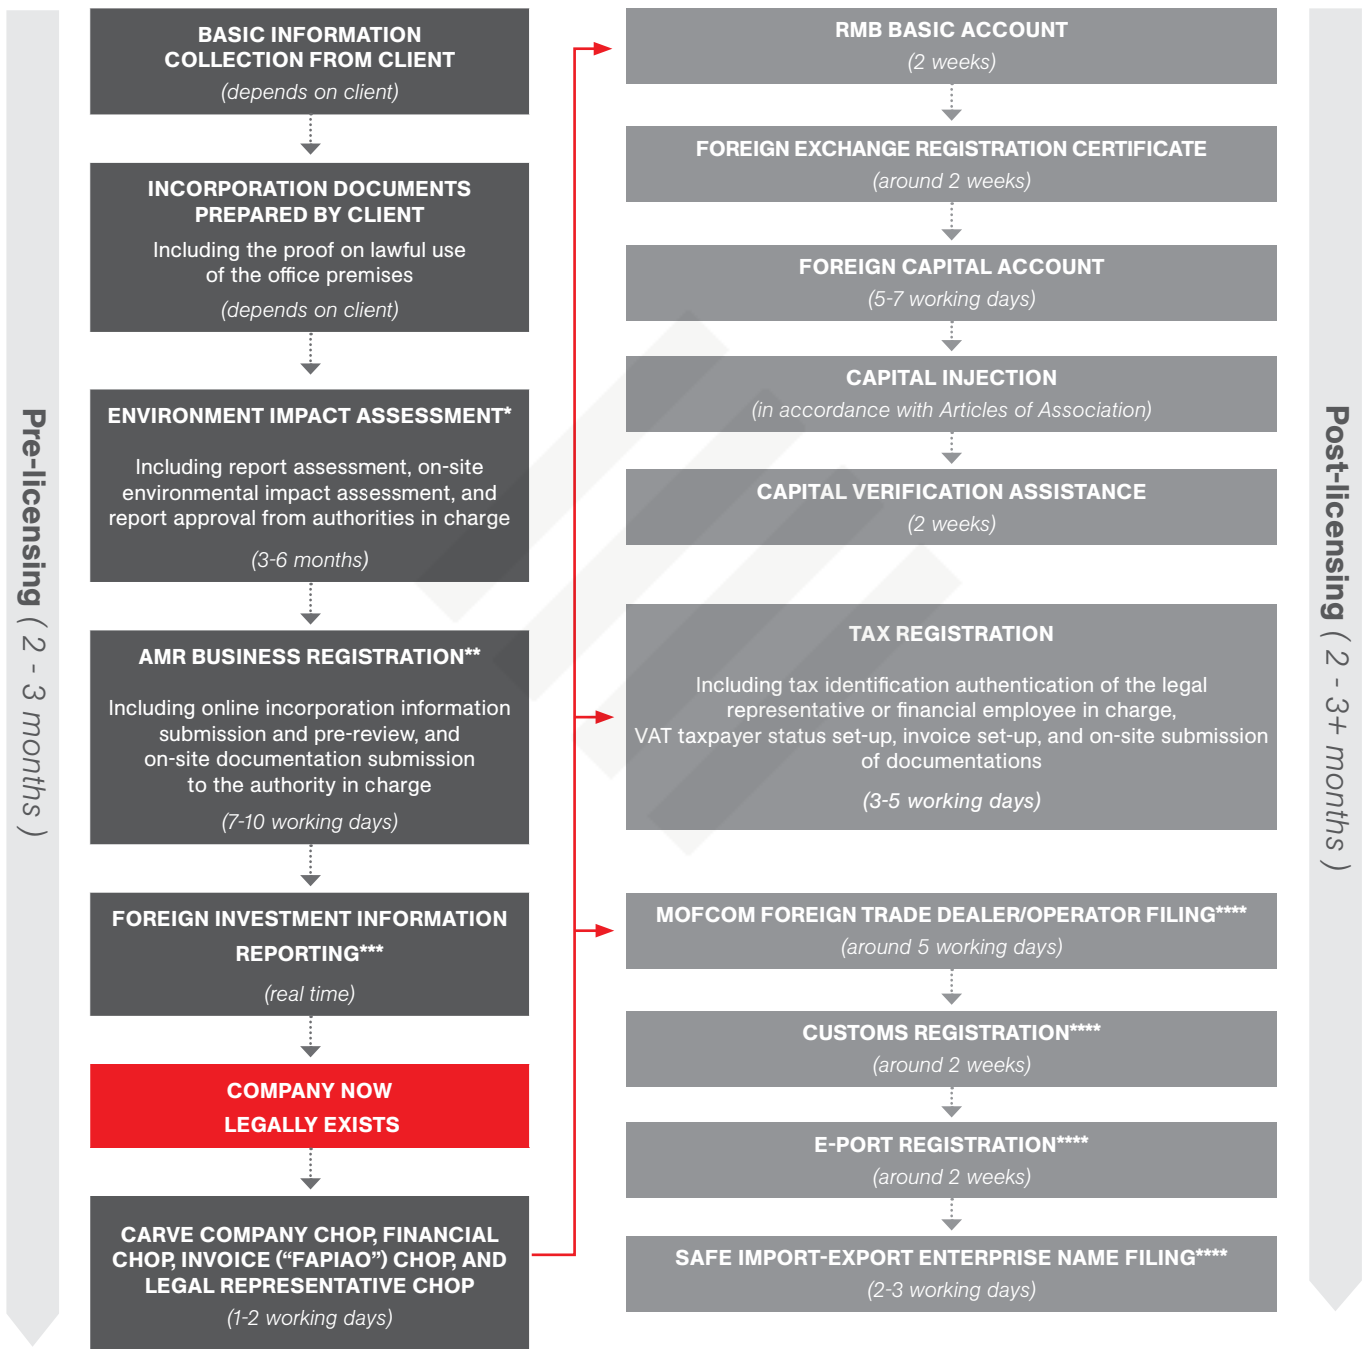 Pre-licensing ( 2 - 3 months )
BASIC INFORMATION
COLLECTION FROM CLIENT
(depends on client)
INCORPORATION DOCUMENTS
PREPARED BY CLIENT
Including the proof on lawful use
of the office premises
(depends on client)
ENVIRONMENT IMPACT ASSESSMENT*
Including report assessment, on-site
environmental impact assessment, and
report approval from authorities in charge
(3-6 months)
AMR BUSINESS REGISTRATION**
Including online incorporation information
submission and pre-review, and
on-site documentation submission
to the authority in charge
(7-10 working days)
FOREIGN INVESTMENT INFORMATION
REPORTING***
(real time)
COMPANY NOW
LEGALLY EXISTS
CARVE COMPANY CHOP, FINANCIAL
CHOP, INVOICE (“FAPIAO”) CHOP, AND
LEGAL REPRESENTATIVE CHOP
(1-2 working days)
RMB BASIC ACCOUNT
(2 weeks)
FOREIGN EXCHANGE REGISTRATION CERTIFICATE
(around 2 weeks)
FOREIGN CAPITAL ACCOUNT
(5-7 working days)
CAPITAL INJECTION
(in accordance with Articles of Association)
CAPITAL VERIFICATION ASSISTANCE
(2 weeks)
TAX REGISTRATION
Including tax identification authentication of the legal
representative or financial employee in charge,
VAT taxpayer status set-up, invoice set-up, and on-site submission
of documentations
(3-5 working days)
MOFCOM FOREIGN TRADE DEALER/OPERATOR FILING****
(around 5 working days)
CUSTOMS REGISTRATION****
(around 2 weeks)
E-PORT REGISTRATION****
(around 2 weeks)
SAFE IMPORT-EXPORT ENTERPRISE NAME FILING****
(2-3 working days)
Post-licensing ( 2 - 3+ months )